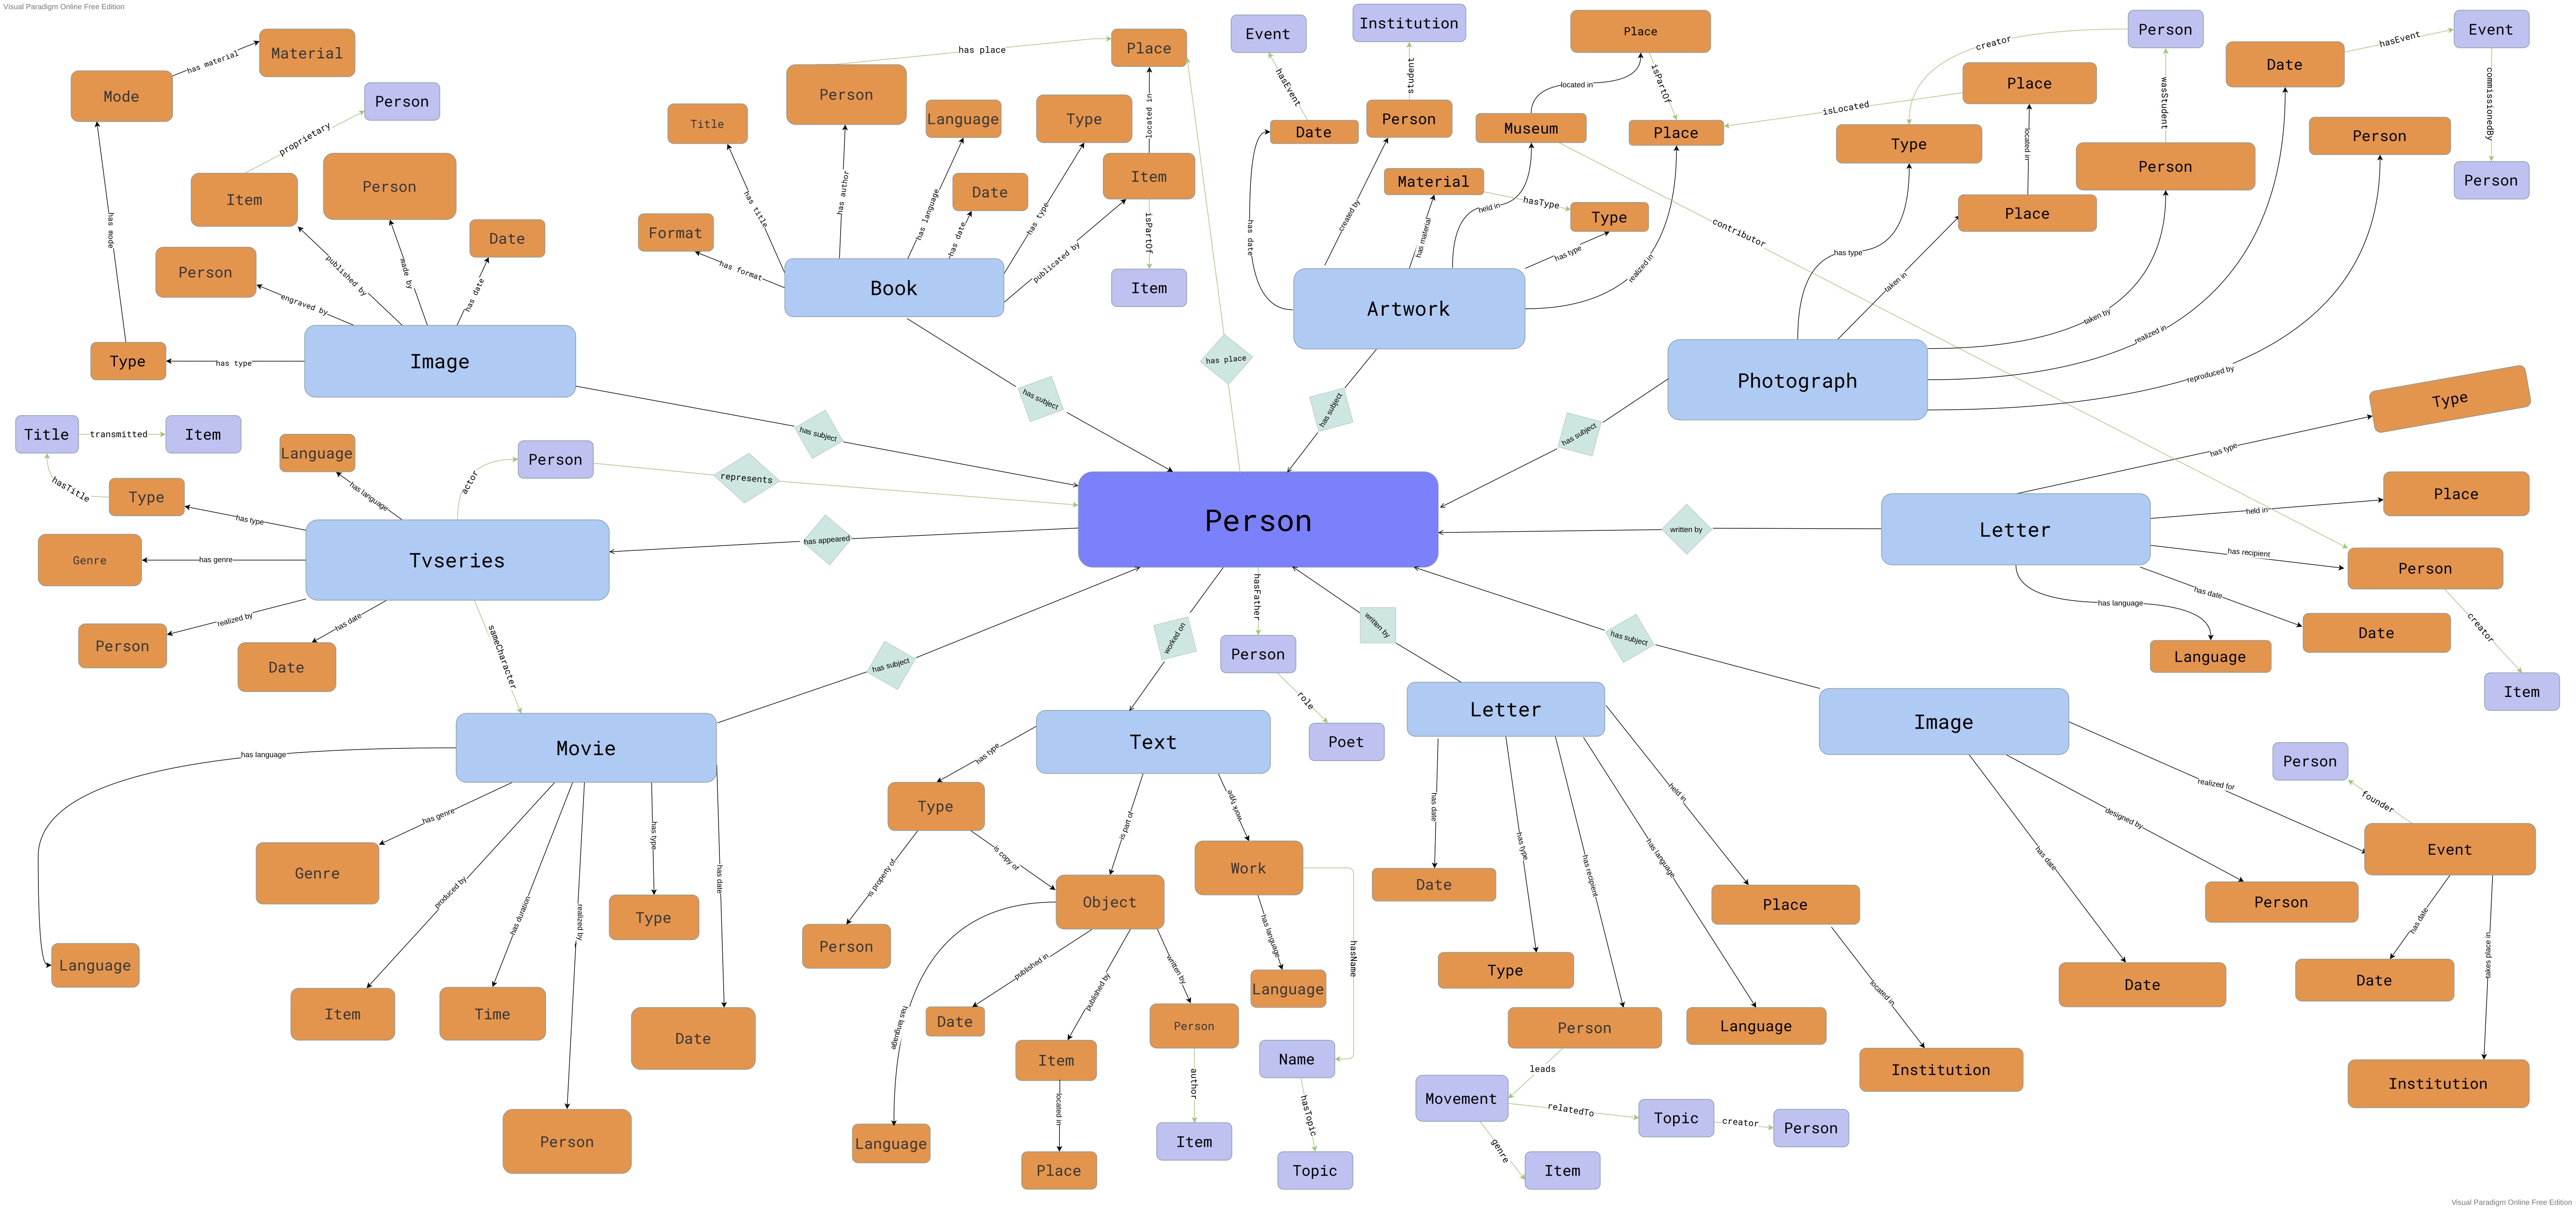 Visual Paradigm Online Free Edition
Material
has material
Mode
Person
proprietary
Item
Person
has mode
Date
Person
published by
made by
has date
engraved by
Type
has type
Image
has subject
Title
Person
has place
Place
Language
Type
located in
Item
Date
has title
has author
has language
has date
has type
Format
has format
publicated by
isPartOf
Item
Book
has subject
has place
Event
hasEvent
Institution
student
Date
Person
Place
located in
isPartOf
Museum
Place
Material
hasType
Type
has date
created by
has material
held in
has type
realized in
contributor
Artwork
has subject
Person
creator
wasStudent
Event
hasEvent
Date
commissionedBy
Person
Place
isLocated
Type
located in
Person
Person
Place
has type
taken in
taken by
realized in
reproduced by
Photograph
has subject
Title
transmitted
Item
Language
Person
hasTitle
Type
actor
represents
has language
has type
Genre
has genre
Tvseries
has appeared
Person
realized by
Person
Date
has date
sameCharacter
Person
Type
has type
Place
held in
Letter
written by
has recipient
Person
has date
has language
Date
Language
creator
Item
Movie
has subject
has language
has genre
Genre
produced by
has duration
realized by
has type
has date
Type
Language
Item
Time
Date
Person
worked on
hasFather
Person
role
Poet
Text
has type
is part of
work type
Type
is property of
is copy of
Person
Object
Work
has language
Language
hasName
has language
published in
published by
written by
Date
Person
Item
located in
Place
author
Item
Language
Name
hasTopic
Topic
written by
Letter
has date
has type
has recipient
has language
held in
Date
Type
Place
located in
Person
Language
Institution
leads
Movement
relatedTo
Topic
creator
Person
genre
Item
has subject
Image
realized for
designed by
has date
Person
founder
Event
Person
Date
has date
takes place in
Date
Institution
Visual Paradigm Online Free Edition